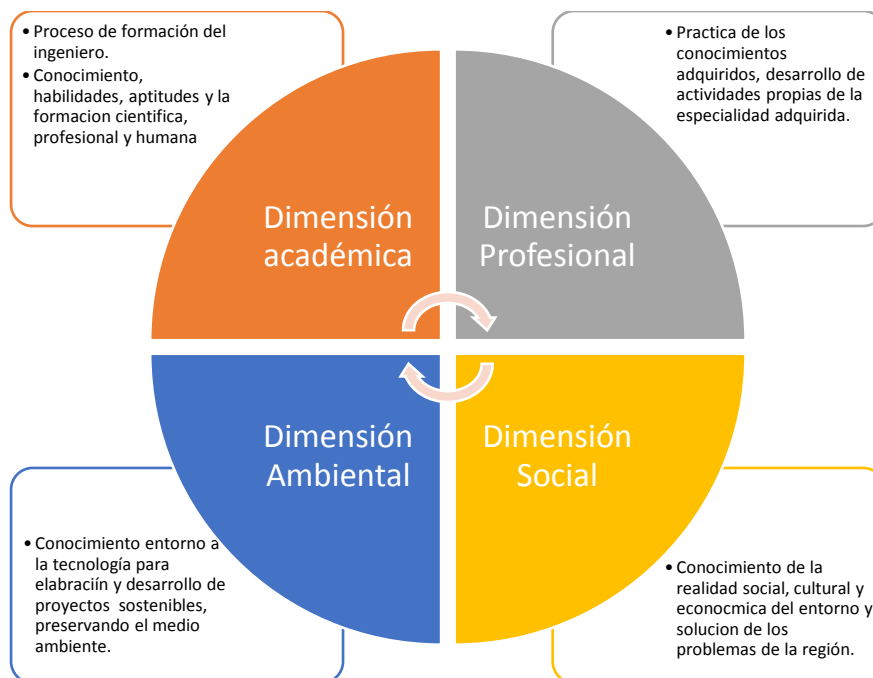 • Proceso de formación del
ingeniero.
• Conocimiento,
habilidades, aptitudes y la
formacion cientifica,
profesional y humana
• Practica de los
conocimientos
adquiridos, desarrollo de
actividades propias de la
especialidad adquirida.
Dimensión
académica
Dimensión
Profesional
Dimensión
Ambiental
Dimensión
Social
• Conocimiento entorno a
la tecnología para
elabraciín y desarrollo de
proyectos sostenibles,
preservando el medio
ambiente.
• Conocimiento de la
realidad social, cultural y
econocmica del entorno y
solucion de los
problemas de la región.